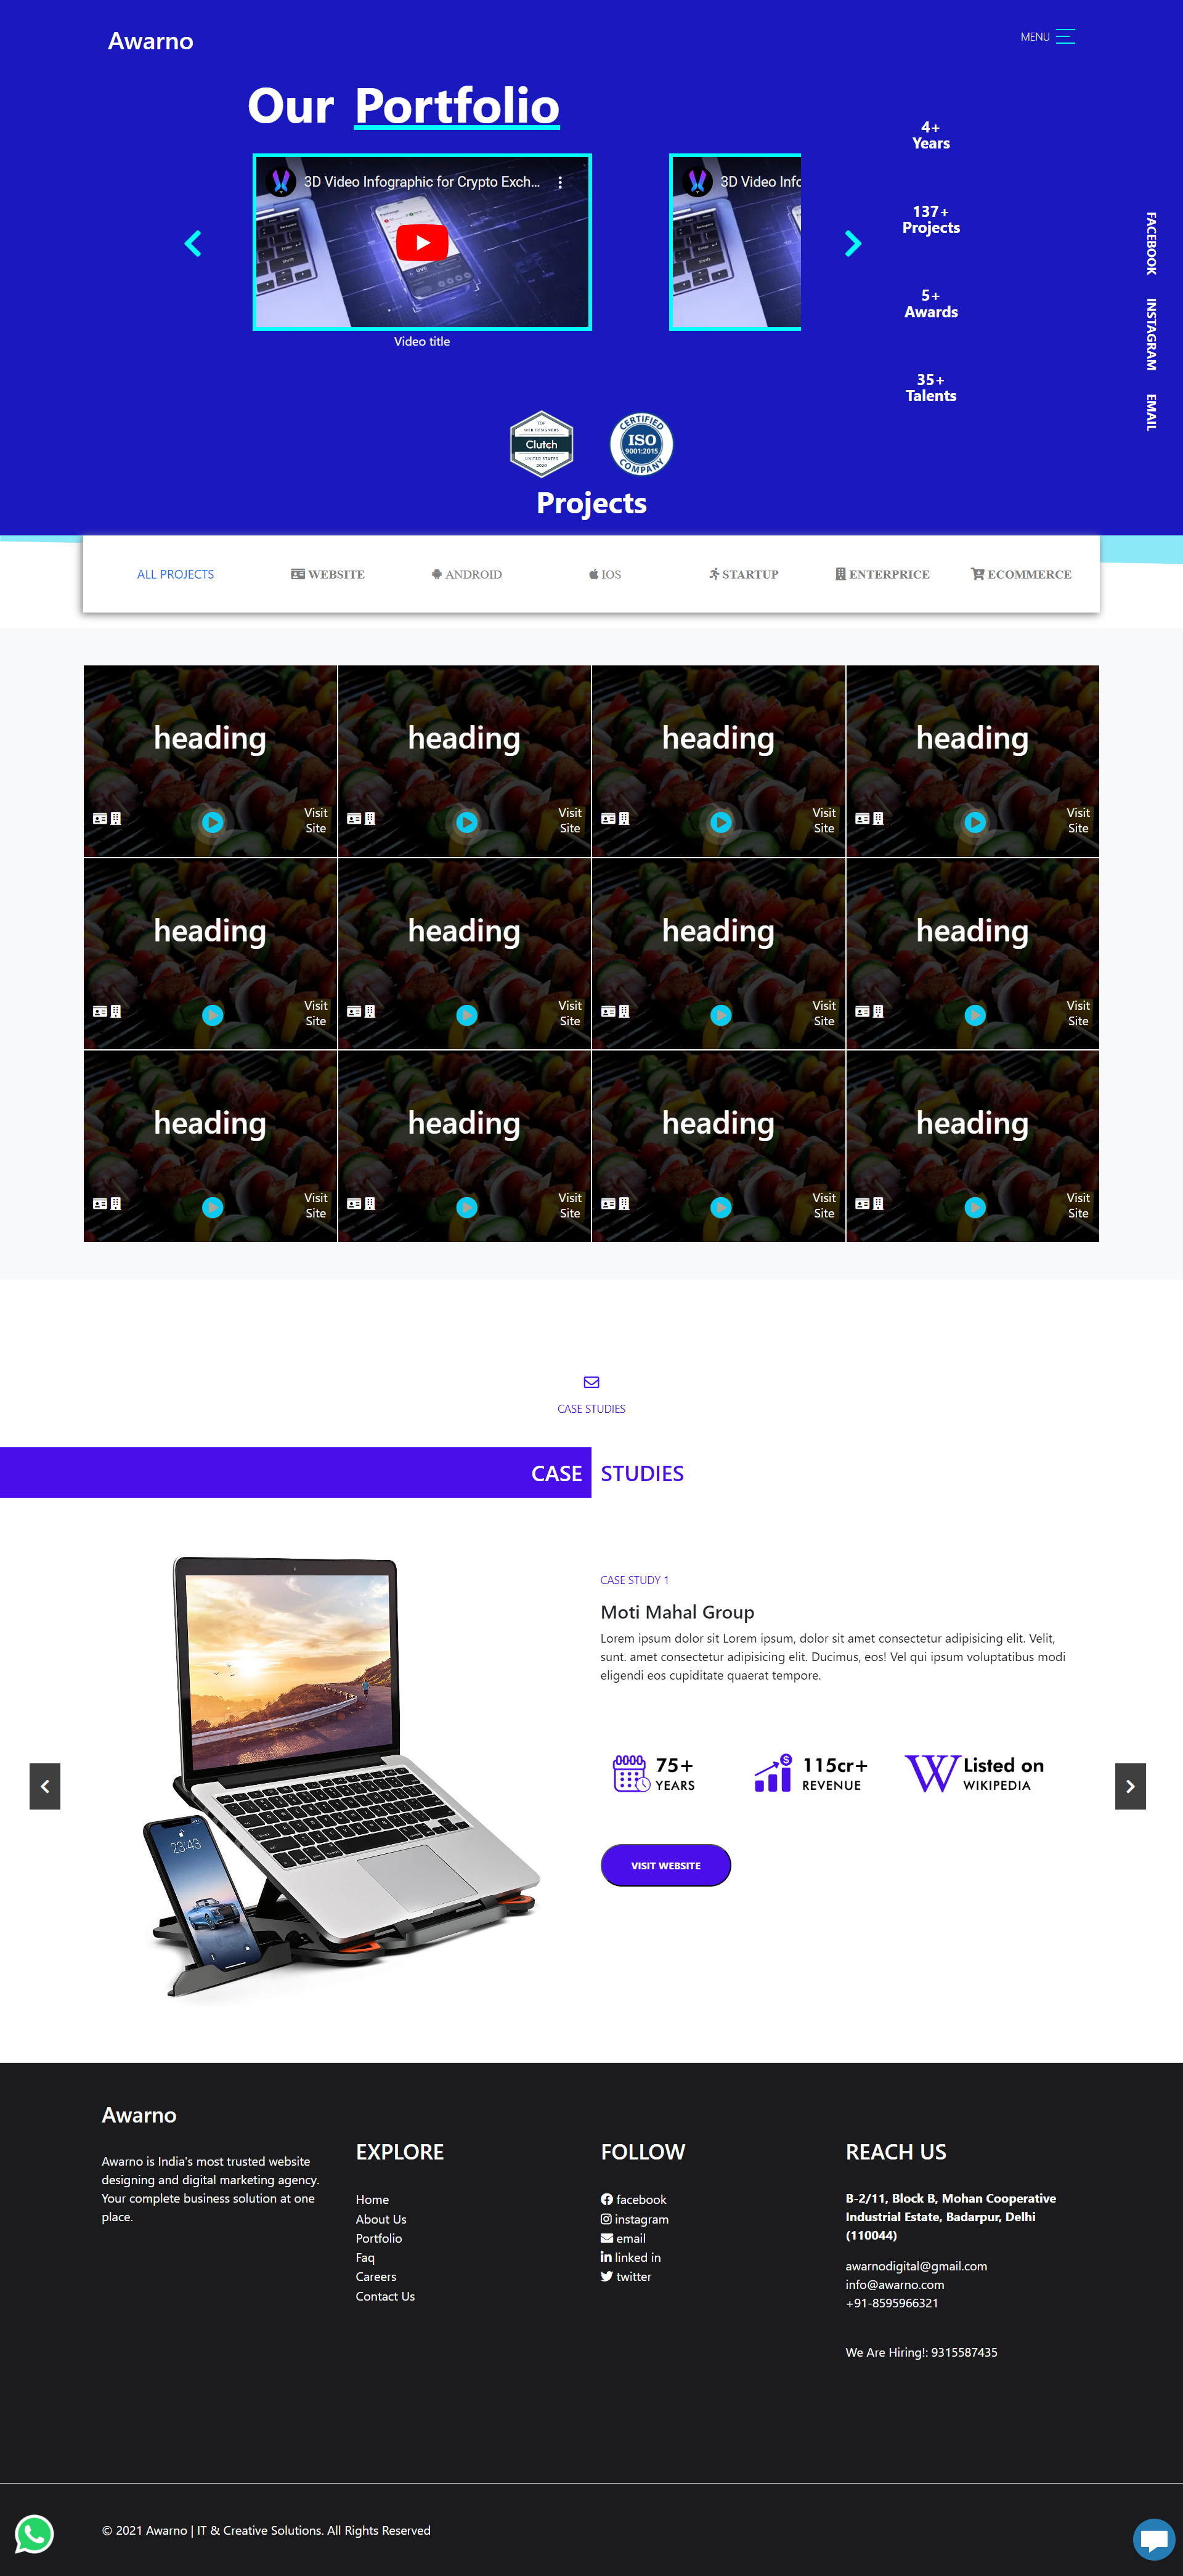 Awarno
MENU
Our Portfolio
3D Video Infographic for Crypto Exch...
3D Video Info
Video title
4+
Years
137+
Projects
5+
Awards
35+
Talents
FACEBOOK
INSTAGRAM
EMAIL
TOP
WEB DESIGNERS
Clutch
UNITED STATES
2020
CERTIFIED
ISO
9001:2015
COMPANY
Projects
ALL PROJECTS
WEBSITE
ANDROID
IOS
STARTUP
ENTERPRICE
ECOMMERCE
heading
Visit
Site
heading
Visit
Site
heading
Visit
Site
heading
Visit
Site
heading
Visit
Site
heading
Visit
Site
heading
Visit
Site
heading
Visit
Site
heading
Visit
Site
heading
Visit
Site
heading
Visit
Site
heading
Visit
Site
CASE STUDIES
CASE STUDIES
23:43
CASE STUDY 1
Moti Mahal Group
Lorem ipsum dolor sit Lorem ipsum, dolor sit amet consectetur adipisicing elit. Velit,
sunt. amet consectetur adipisicing elit. Ducimus, eos! Vel qui ipsum voluptatibus modi
eligendi eos cupiditate quaerat tempore.
75+
YEARS
115cr+
REVENUE
W Listed on
WIKIPEDIA
VISIT WEBSITE
Awarno
Awarno is India's most trusted website
designing and digital marketing agency.
Your complete business solution at one
place.
EXPLORE
Home
About Us
Portfolio
Faq
Careers
Contact Us
FOLLOW
facebook
instagram
email
linked in
twitter
REACH US
B-2/11, Block B, Mohan Cooperative
Industrial Estate, Badarpur, Delhi
(110044)
awarnodigital@gmail.com
info@awarno.com
+91-8595966321
We Are Hiring!: 9315587435
© 2021 Awarno | IT & Creative Solutions. All Rights Reserved